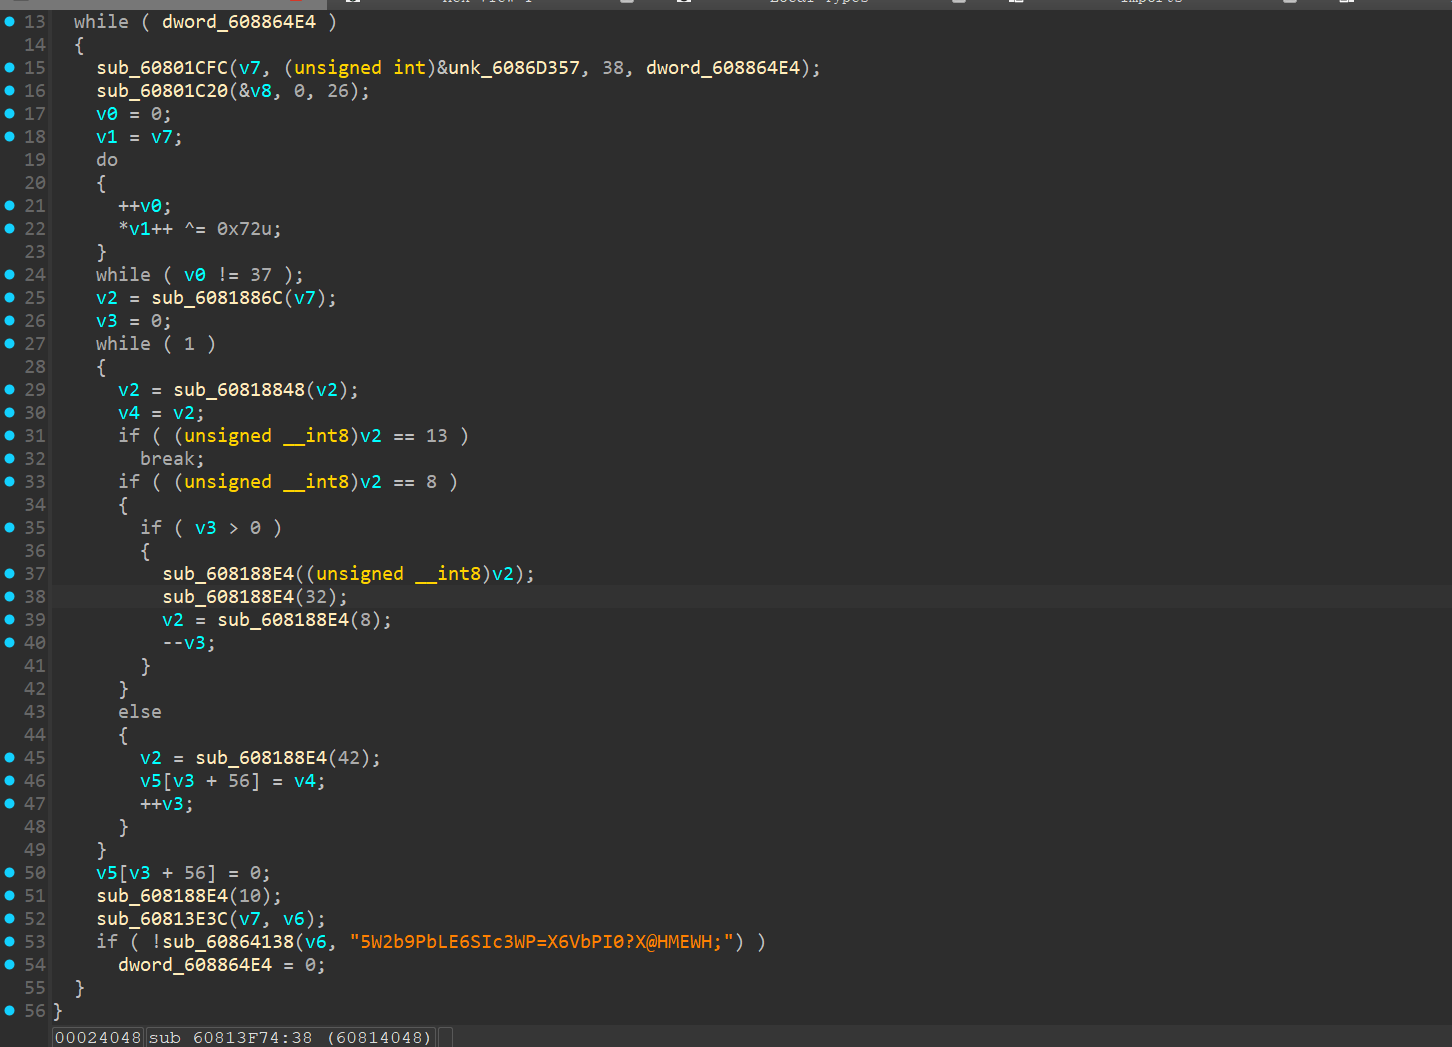 13 while ( dword_608864E4 )
14 {
15 sub_60801CFC(v7, (unsigned int)&unk_6086D357, 38, dword_608864E4);
16 sub_60801C20(&v8, 0, 26);
17 v0 = 0;
18 v1 = v7;
19 do
20 {
21 ++v0;
22 *v1++ ^= 0x72u;
23 }
24 while ( v0 != 37 );
25 v2 = sub_6081886C(v7);
26 v3 = 0;
27 while ( 1 )
28 {
29 v2 = sub_60818848(v2);
30 v4 = v2;
31 if ( (unsigned __int8)v2 == 13 )
32 break;
33 if ( (unsigned __int8)v2 == 8 )
34 {
35 if ( v3 > 0 )
36 {
37 sub_608188E4((unsigned __int8)v2);
38 sub_608188E4(32);
39 v2 = sub_608188E4(8);
40 --v3;
41 }
42 }
43 else
44 {
45 v2 = sub_608188E4(42);
46 v5[v3 + 56] = v4;
47 ++v3;
48 }
49 }
50 v5[v3 + 56] = 0;
51 sub_608188E4(10);
52 sub_60813E3C(v7, v6);
53 if ( !sub_60864138(v6, "5W2b9PbLE6SIc3WP=X6VbPI0?X@HMEWH;") )
54 dword_608864E4 = 0;
55 }
56 }
00024048 sub_60813F74:38 (60814048)